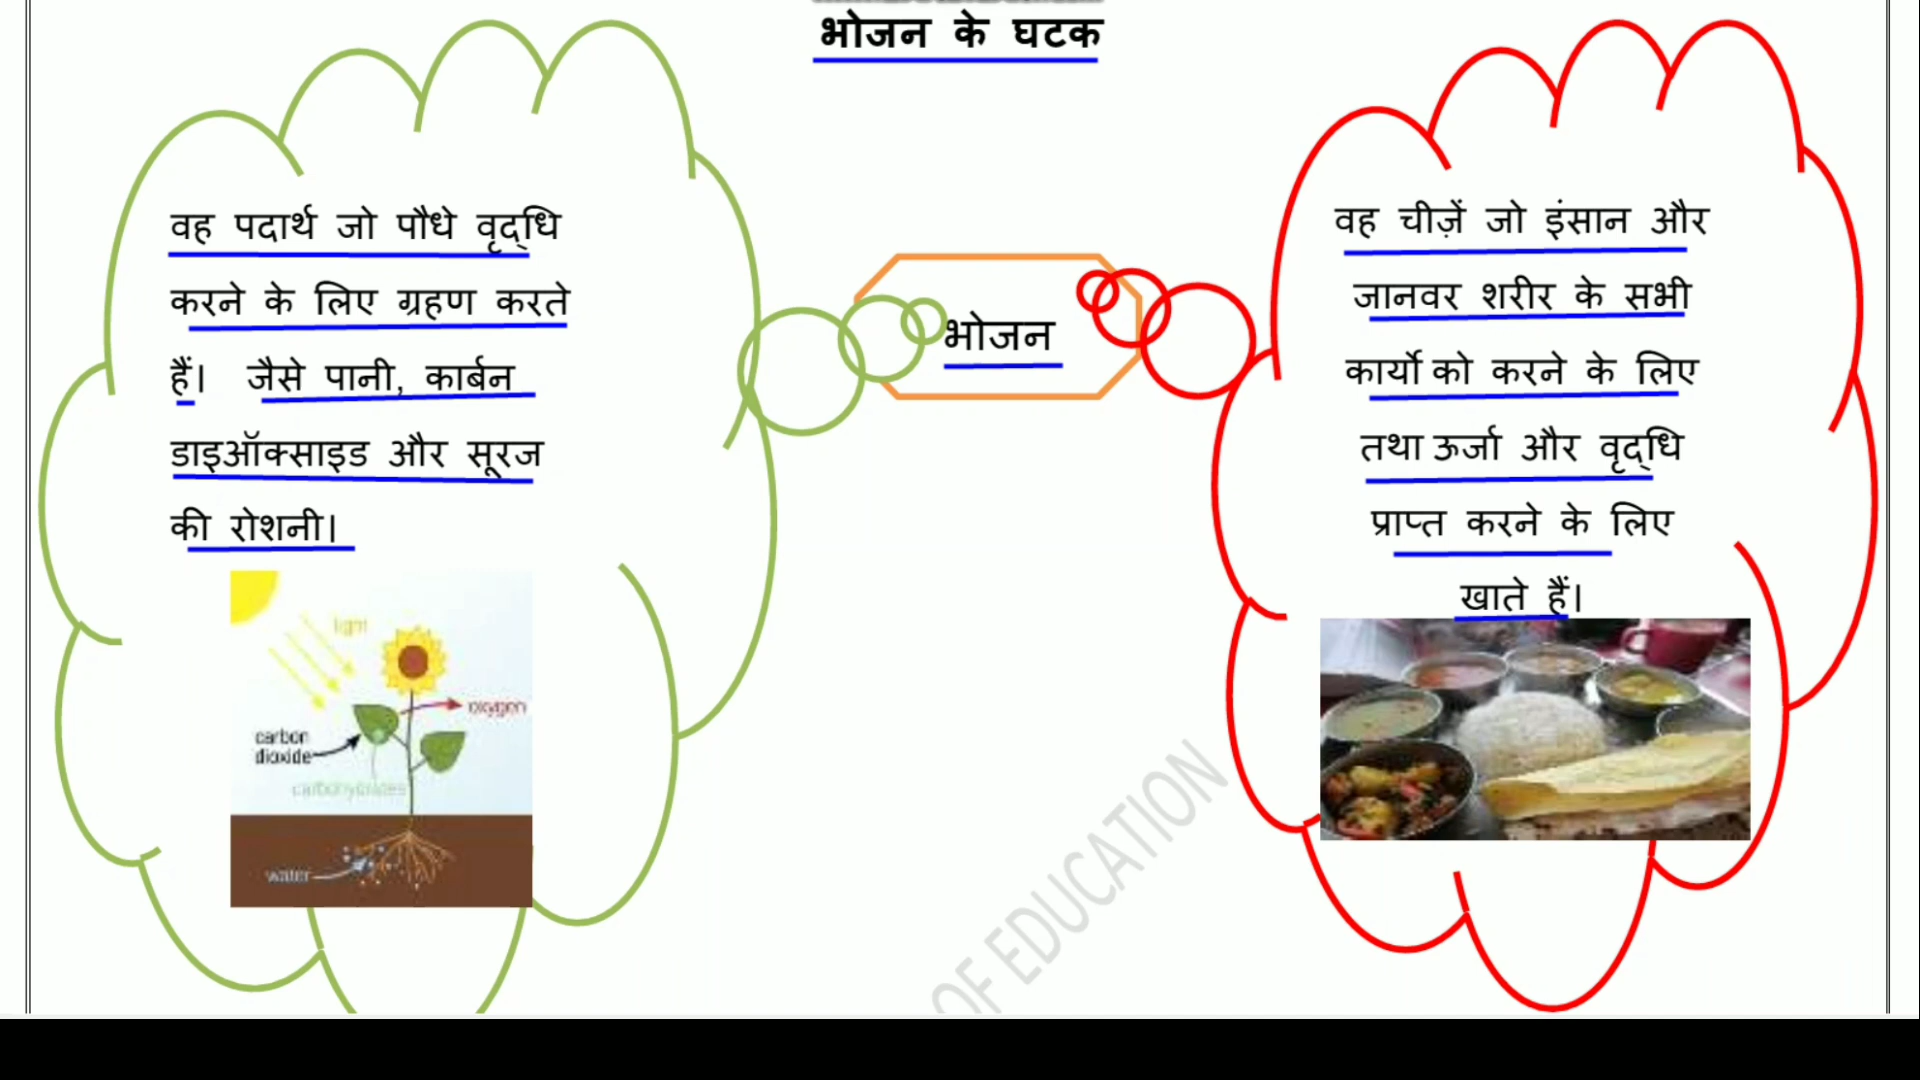 भोजन के घटक
वह पदार्थ जो पौधे वृद्धि
करने के लिए ग्रहण करते
हैं। जैसे पानी, कार्बन
डाइऑक्साइड और सूरज
की रोशनी।
light
oxygen
carbon
dioxide
carbohydrates
water
भोजन
वह चीज़ें जो इंसान और
जानवर शरीर के सभी
कार्यो को करने के लिए
तथा ऊर्जा और वृद्धि
प्राप्त करने के लिए
खाते हैं।
OF EDUCATION